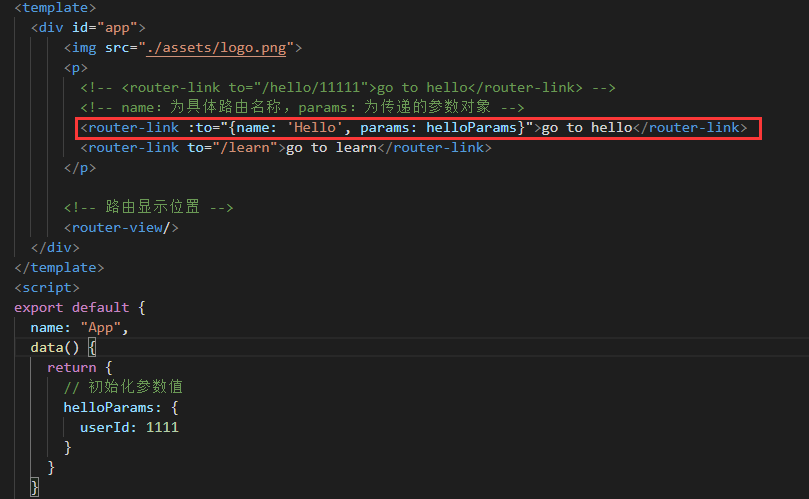 <template>
<div id="app">
<img src="./assets/logo.png">
<p>
<!-- <router-link to="/hello/11111">go to hello</router-link> -->
<!-- name：为具体路由名称，params：为传递的参数对象 -->
<router-link :to="{name: 'Hello', params: helloParams}">go to hello</router-link>
<router-link to="/learn">go to learn</router-link>
</p>
<!-- 路由显示位置 -->
<router-view/>
</div>
</template>
<script>
export default {
name: "App",
data() {
return {
// 初始化参数值
helloParams: {
userId: 1111
}
}
}